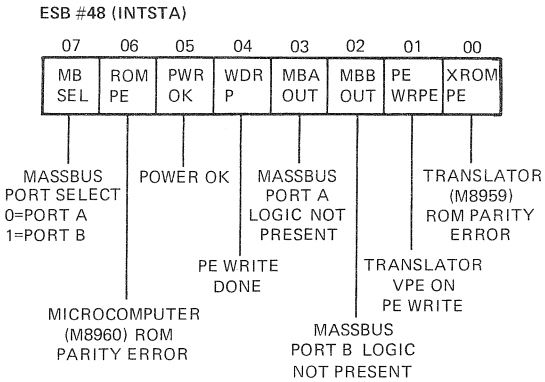 ESB #48 (INTSTA)
07 06 05 04 03 02 01 00
MB ROM PWR WDR MBA MBB PE XROM
SEL PE OK P OUT OUT WRPE PE
MASSBUS
PORT SELECT
0=PORT A
1=PORT B
POWER OK
MASSBUS
PORT A
LOGIC NOT
PRESENT
TRANSLATOR
(M8959)
ROM PARITY
ERROR
PE WRITE
DONE
TRANSLATOR
VPE ON
PE WRITE
MICROCOMPUTER
(M8960) ROM
PARITY ERROR
MASSBUS
PORT B LOGIC
NOT PRESENT